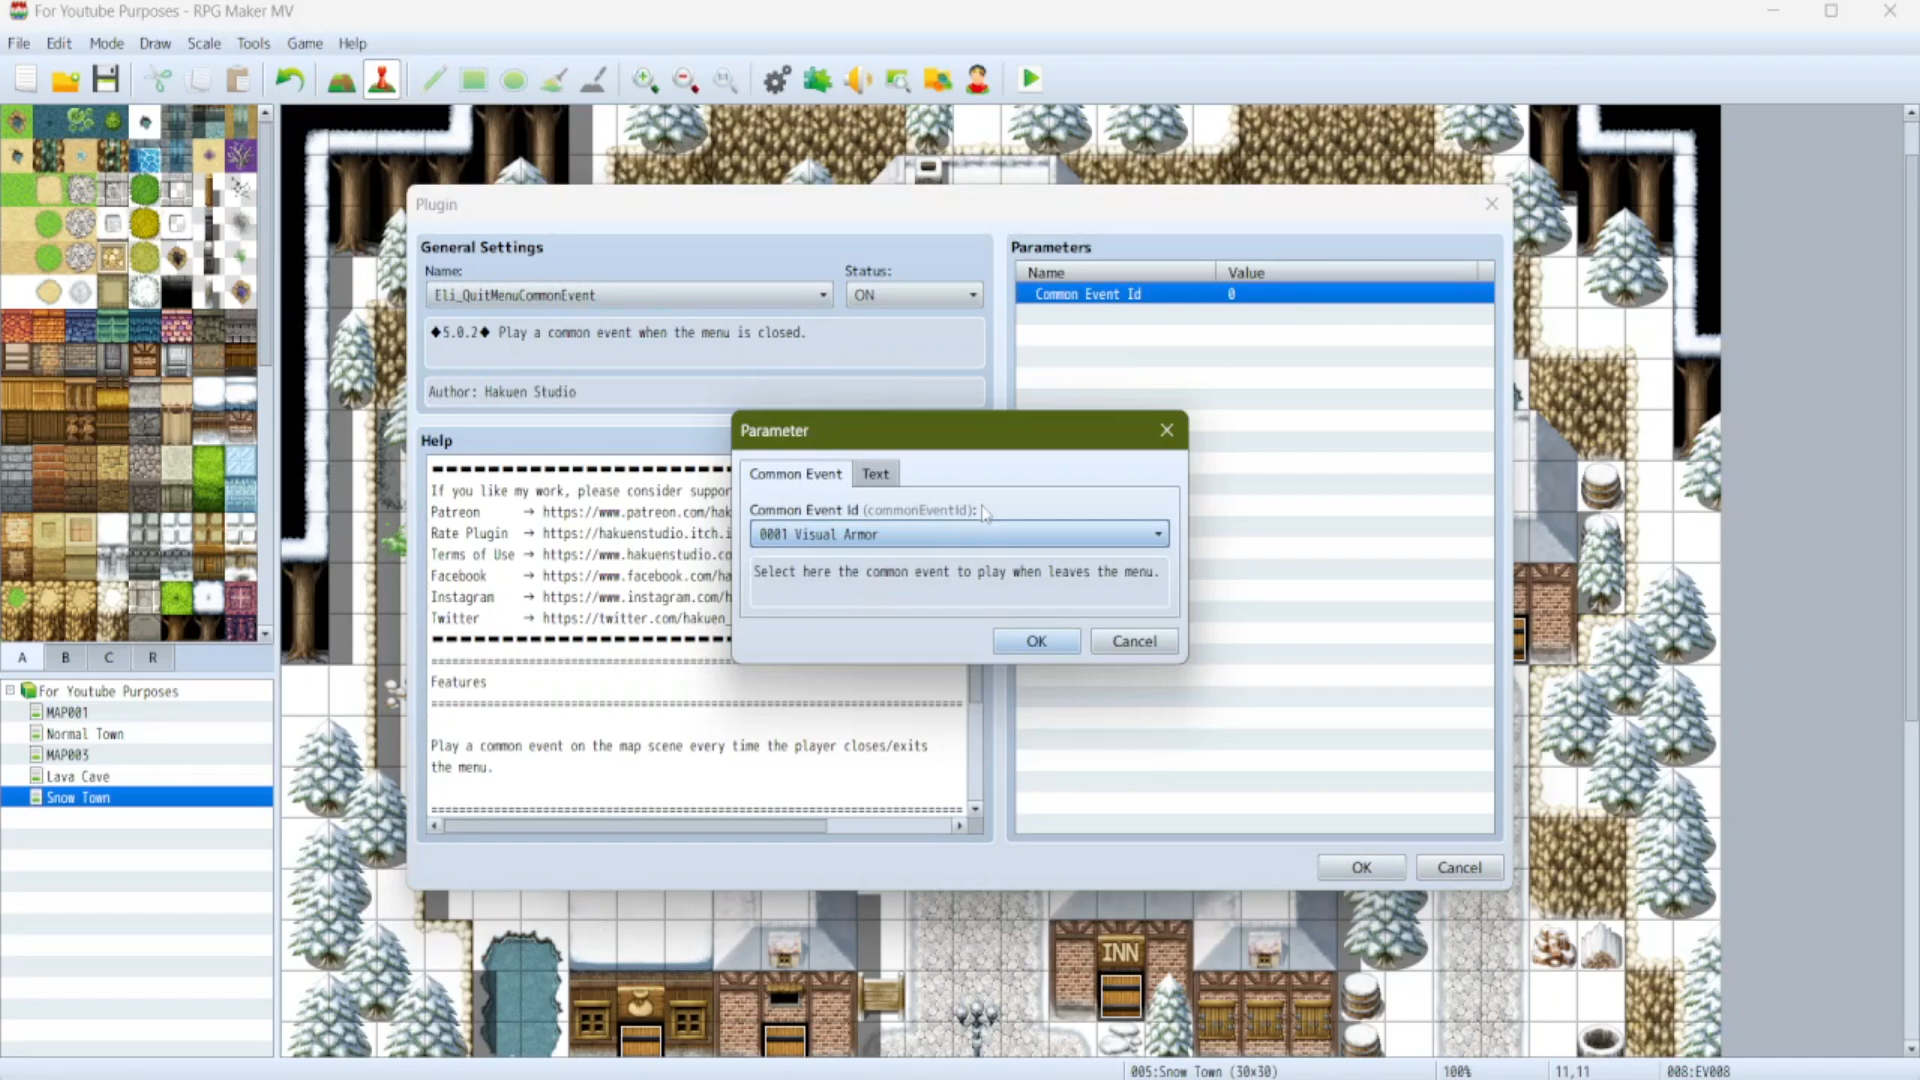 For Youtube Purposes - RPG Maker MV
File Edit Mode Draw Scale Tools Game Help
Plugin
General Settings
Name:
Status:
Eli_QuitMenuCommonEvent
ON
◆5.0.2◆ Play a common event when the menu is closed.
Author: Hakuen Studio
Help
If you like my work, please consider suppor
Patreon → https://www.patreon.com/hak
Rate Plugin → https://hakuenstudio.itch.i
Terms of Use → https://www.hakuenstudio.co
Facebook → https://www.facebook.com/ha
Instagram → https://www.instagram.com/h
Twitter → https://twitter.com/hakuen_
Features
Play a common event on the map scene every time the player closes/exits
the menu.
Parameters
Name Value
Common Event Id 0
Parameter
Common Event Text
Common Event Id (commonEventId):
0001 Visual Armor
Select here the common event to play when leaves the menu.
OK Cancel
OK Cancel
A B C R
For Youtube Purposes
MAP001
Normal Town
MAP003
Lava Cave
Snow Town
INN
005:Snow Town (30x30) 100% 11,11 008:EV008